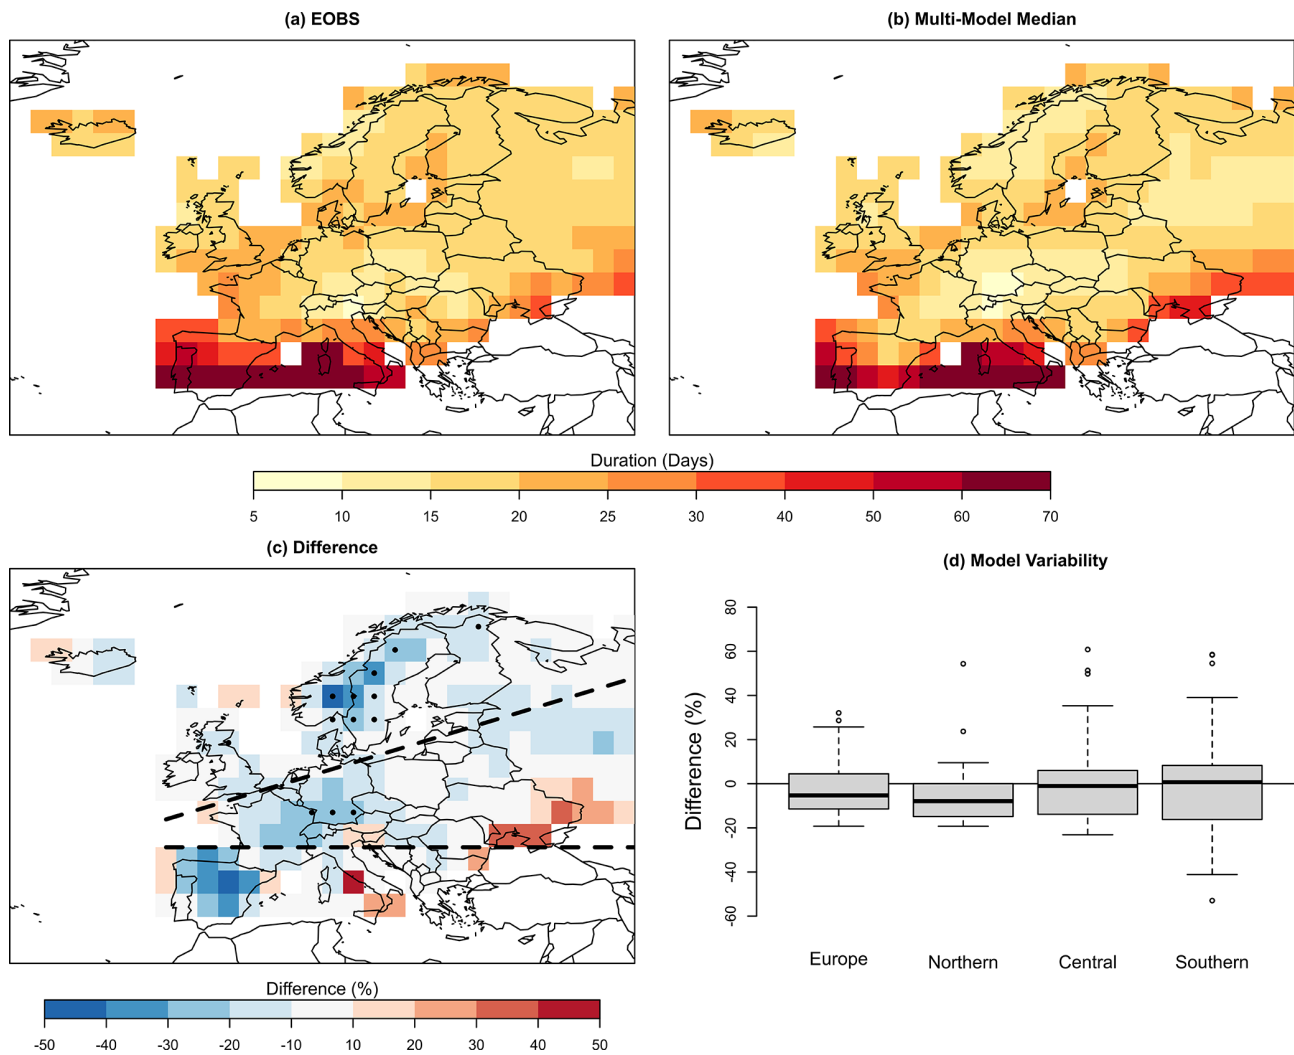 (a) EOBS
(b) Multi-Model Median
Duration (Days)
5 10 15 20 25 30 40 50 60 70
(c) Difference
(d) Model Variability
Difference (%)
80
60
40
20
0
-20
-40
-60
Europe Northern Central Southern
Difference (%)
-50 -40 -30 -20 -10 10 20 30 40 50